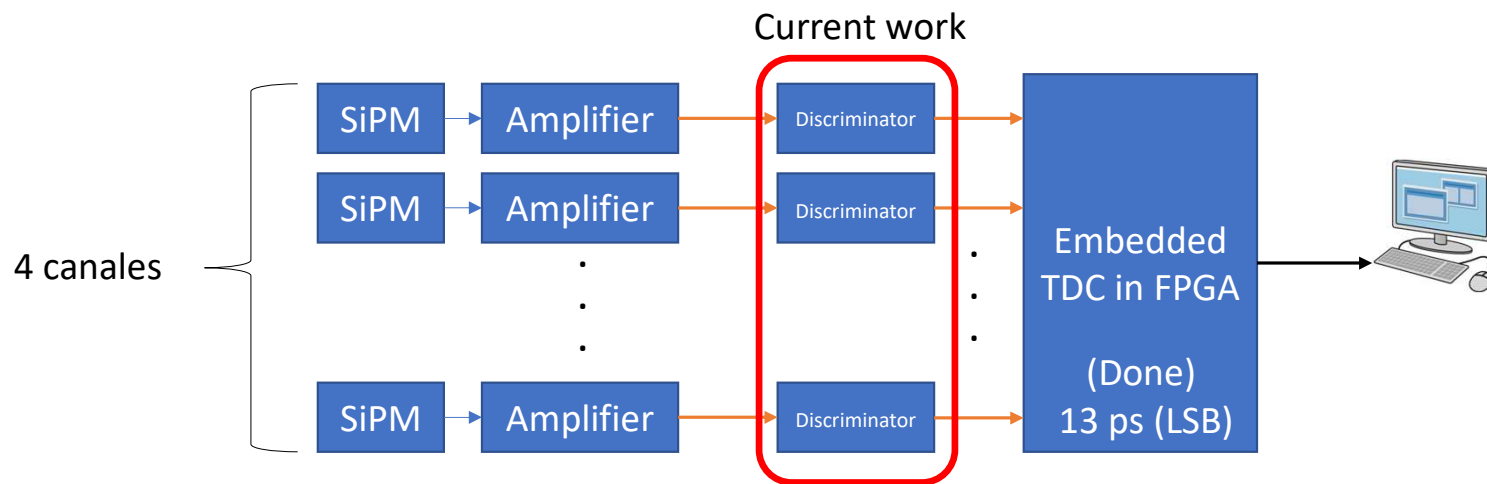 Current work
SiPM
Amplifier
Discriminator
SiPM
Amplifier
Discriminator
4 canales
Embedded
TDC in FPGA
(Done)
13 ps (LSB)
SiPM
Amplifier
Discriminator